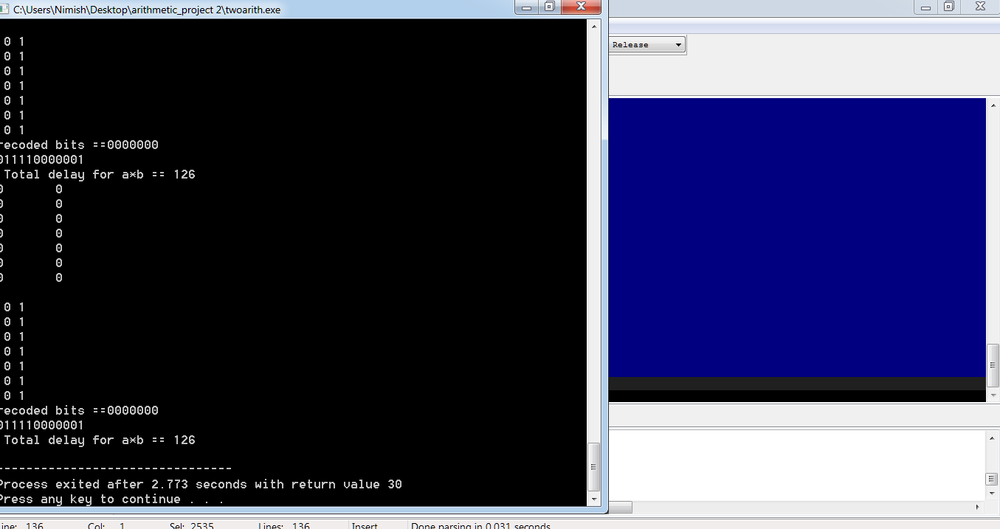 C:\Users\Nimish\Desktop\arithmetic_project 2\twoarith.exe
Release
0 1
0 1
0 1
0 1
0 1
0 1
0 1
recoded bits ==0000000
011110000001
Total delay for a*b == 126
0 0
0 0
0 0
0 0
0 0
0 0
0 0
0 1
0 1
0 1
0 1
0 1
0 1
0 1
recoded bits ==0000000
011110000001
Total delay for a*b == 126
--------------------------------
Process exited after 2.773 seconds with return value 30
Press any key to continue . . .
ine: 136 Col: 1 Sel: 2535 Lines: 136 Insert Done parsing in 0.031 seconds